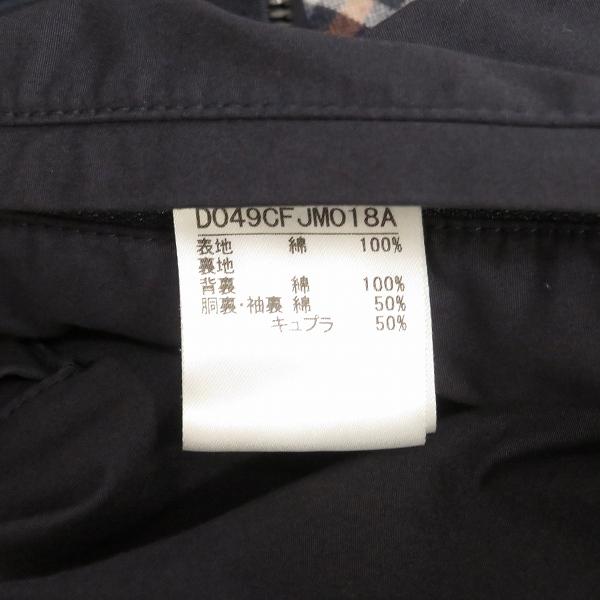 D049CFJM018A
表地 綿 100%
裏地
背裏 綿 100%
胴裏・袖裏 綿 50%
キュプラ 50%